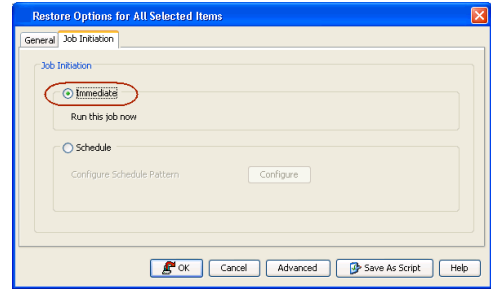 Restore Options for All Selected Items
General Job Initiation
Job Initiation
Immediate
Run this job now
Schedule
Configure Schedule Pattern Configure
OK Cancel Advanced Save As Script Help